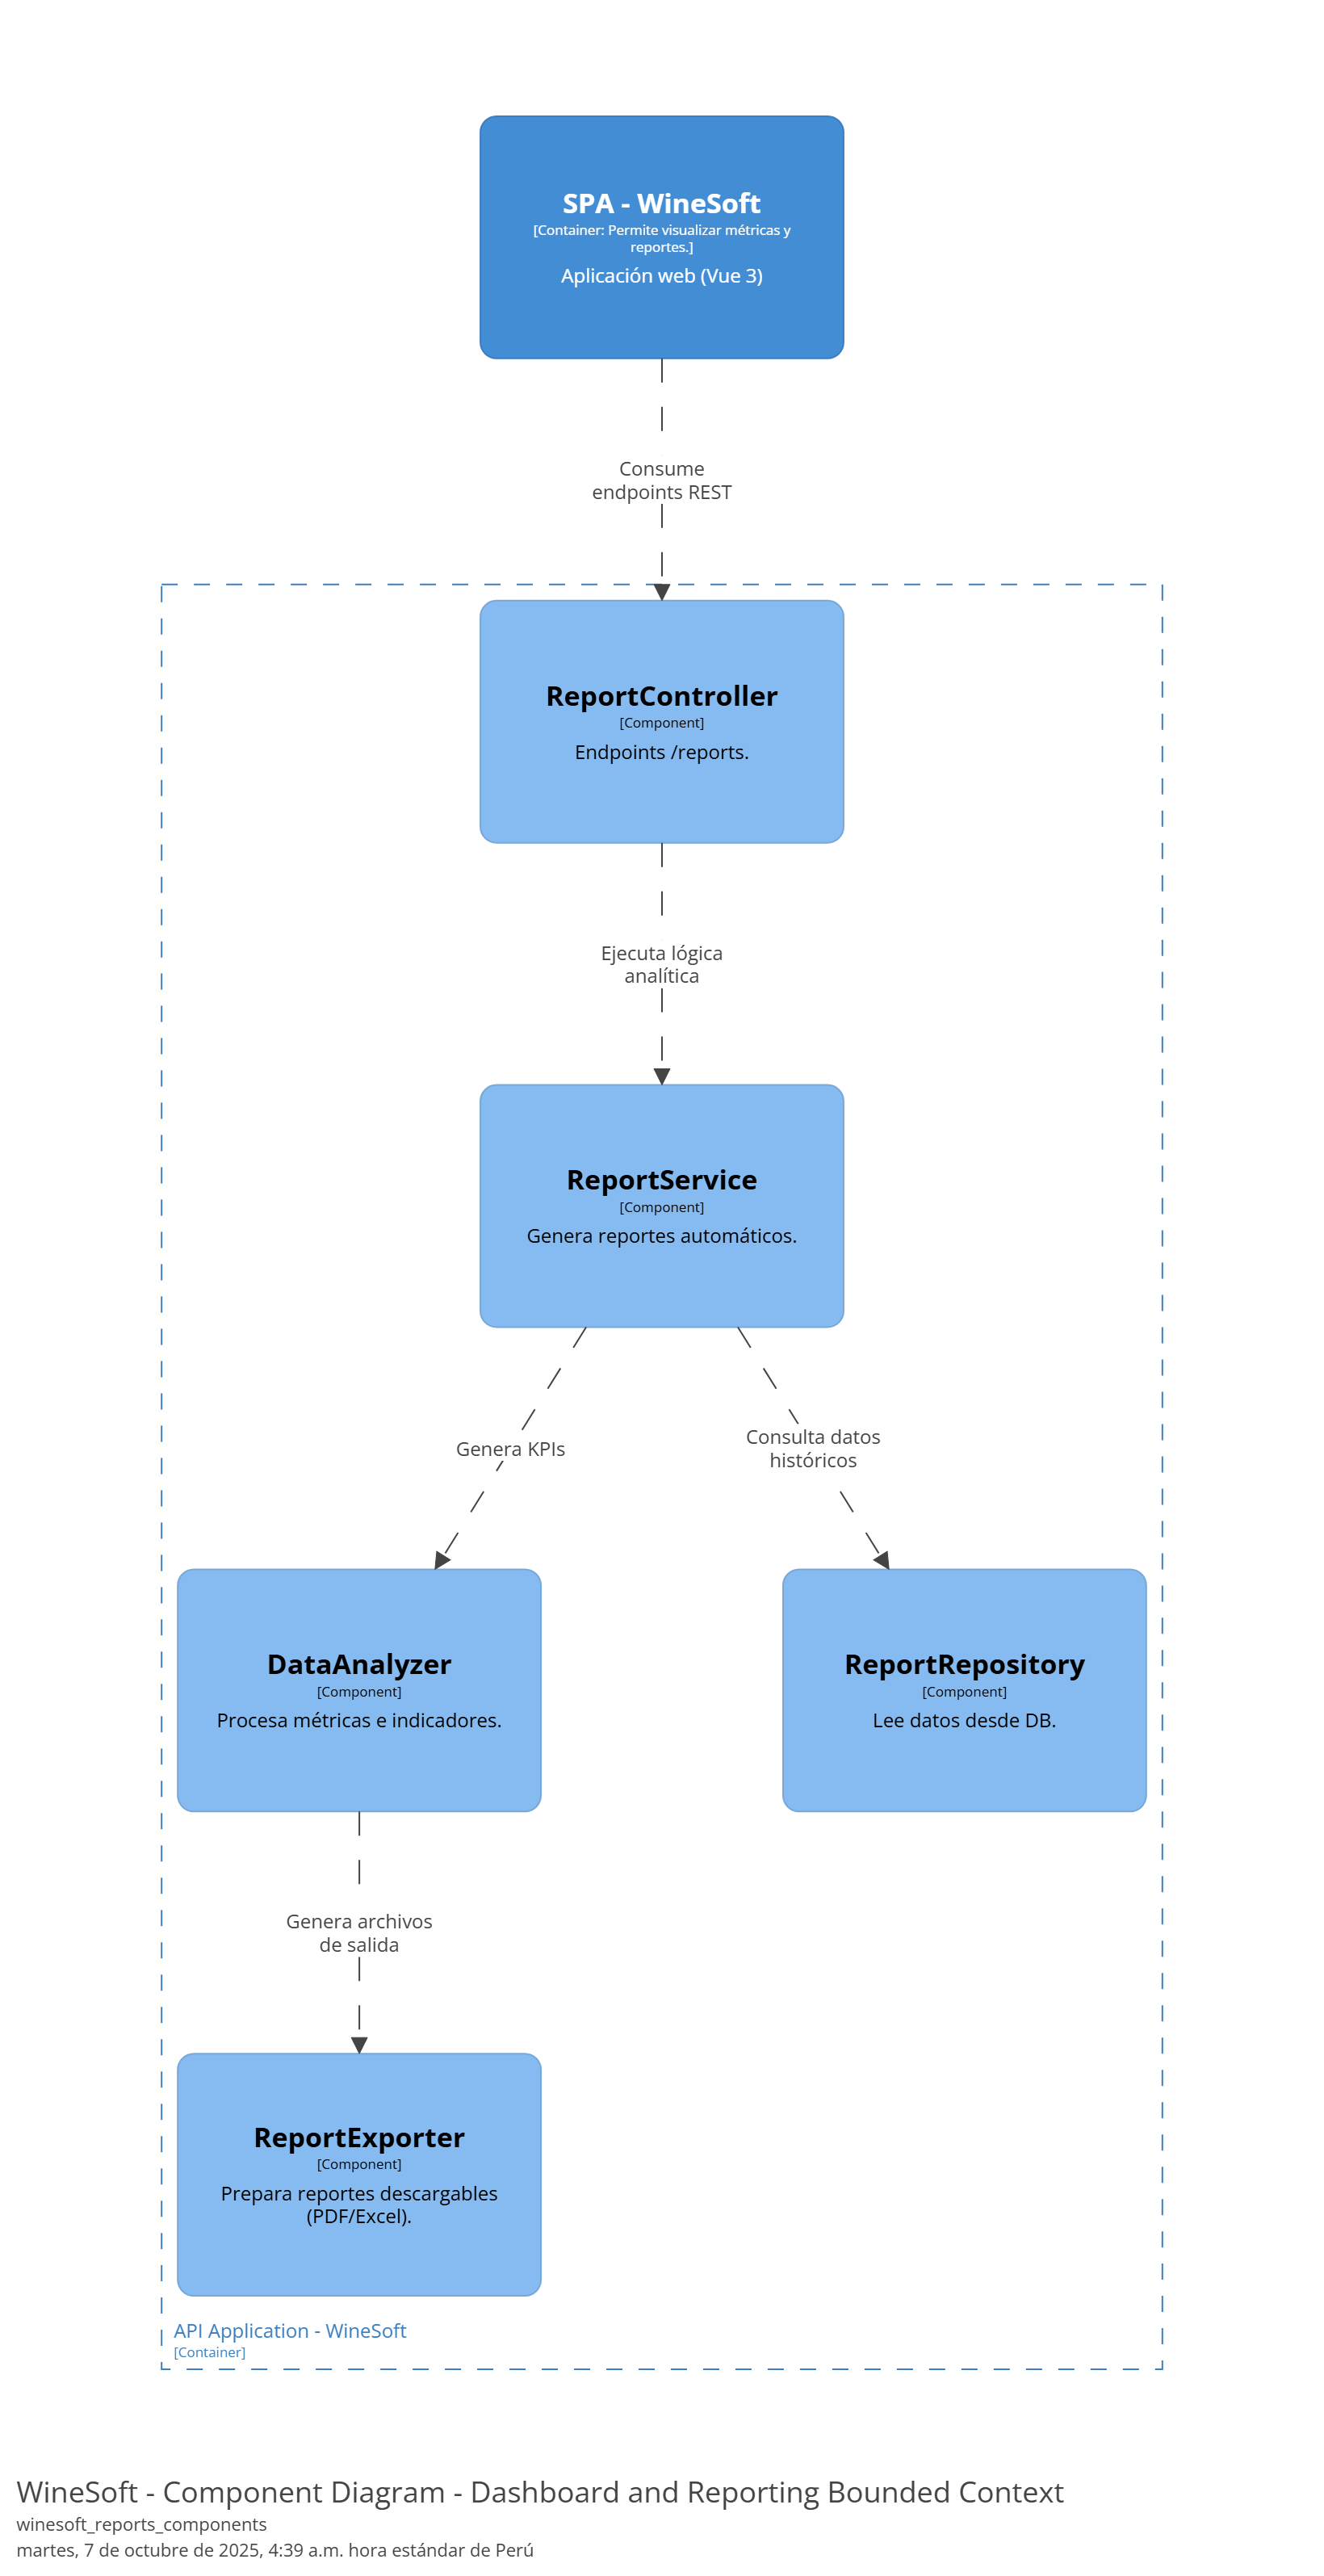 SPA - WineSoft
[Container: Permite visualizar métricas y
reportes.]
Aplicación web (Vue 3)
Consume
endpoints REST
ReportController
[Component]
Endpoints /reports.
Ejecuta lógica
analítica
ReportService
[Component]
Genera reportes automáticos.
Genera KPIs
Consulta datos
históricos
DataAnalyzer
[Component]
Procesa métricas e indicadores.
ReportRepository
[Component]
Lee datos desde DB.
Genera archivos
de salida
ReportExporter
[Component]
Prepara reportes descargables
(PDF/Excel).
API Application - WineSoft
[Container]
WineSoft - Component Diagram - Dashboard and Reporting Bounded Context
winesoft_reports_components
martes, 7 de octubre de 2025, 4:39 a.m. hora estándar de Perú